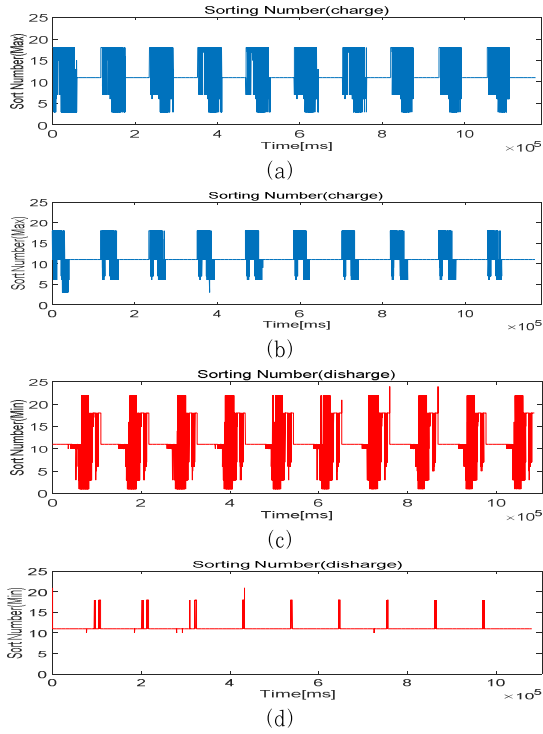 Sorting Number(charge)
Sort Number(Max)
25
20
15
10
5
0
0 2 4 6 8 10
Time[ms]
×10^5
(a)
Sorting Number(charge)
Sort Number(Max)
25
20
15
10
5
0
0 2 4 6 8 10
Time[ms]
×10^5
(b)
Sorting Number(disharge)
Sort Number(Min)
25
20
15
10
5
0
0 2 4 6 8 10
Time[ms]
×10^5
(c)
Sorting Number(disharge)
Sort Number(Min)
25
20
15
10
5
0
0 2 4 6 8 10
Time[ms]
×10^5
(d)